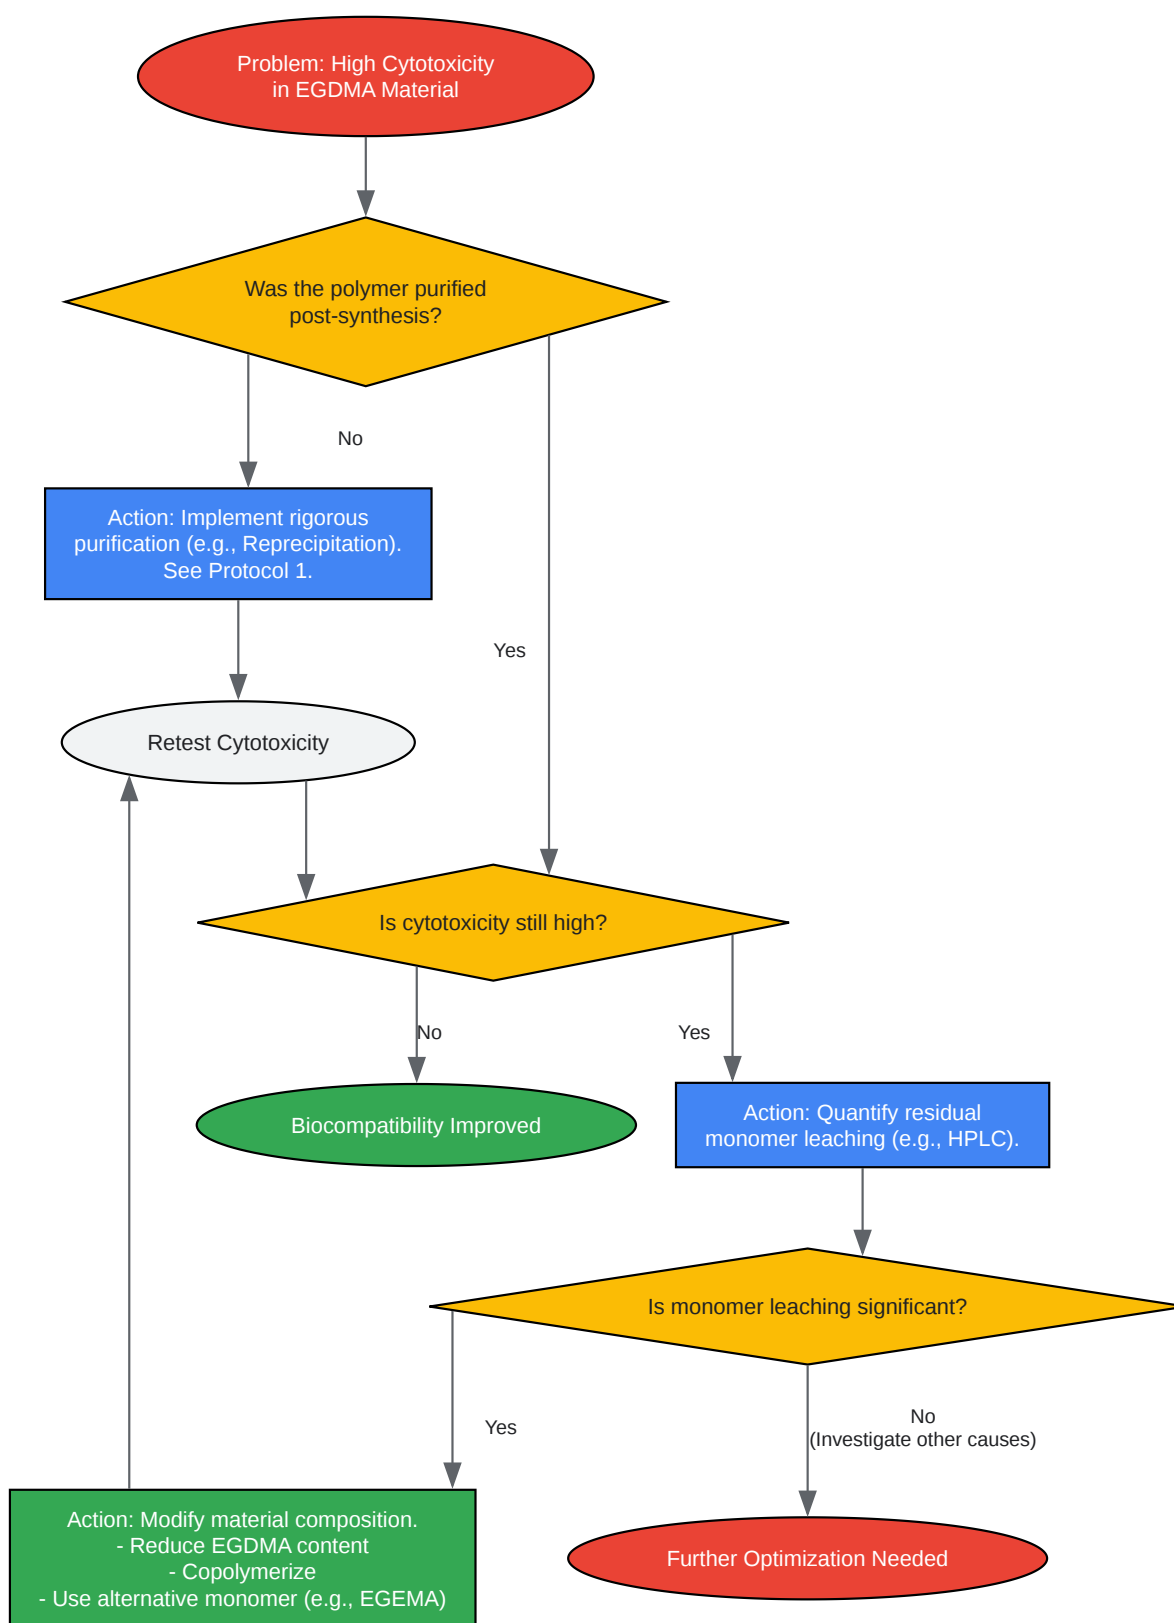 Problem: High Cytotoxicity
in EGDMA Material
Was the polymer purified
post-synthesis?
No
Action: Implement rigorous
purification (e.g., Reprecipitation).
See Protocol 1.
Yes
Retest Cytotoxicity
Is cytotoxicity still high?
No
Yes
Biocompatibility Improved
Action: Quantify residual
monomer leaching (e.g., HPLC).
Is monomer leaching significant?
Yes
No
(Investigate other causes)
Action: Modify material composition.
- Reduce EGDMA content
- Copolymerize
- Use alternative monomer (e.g., EGEMA)
Further Optimization Needed